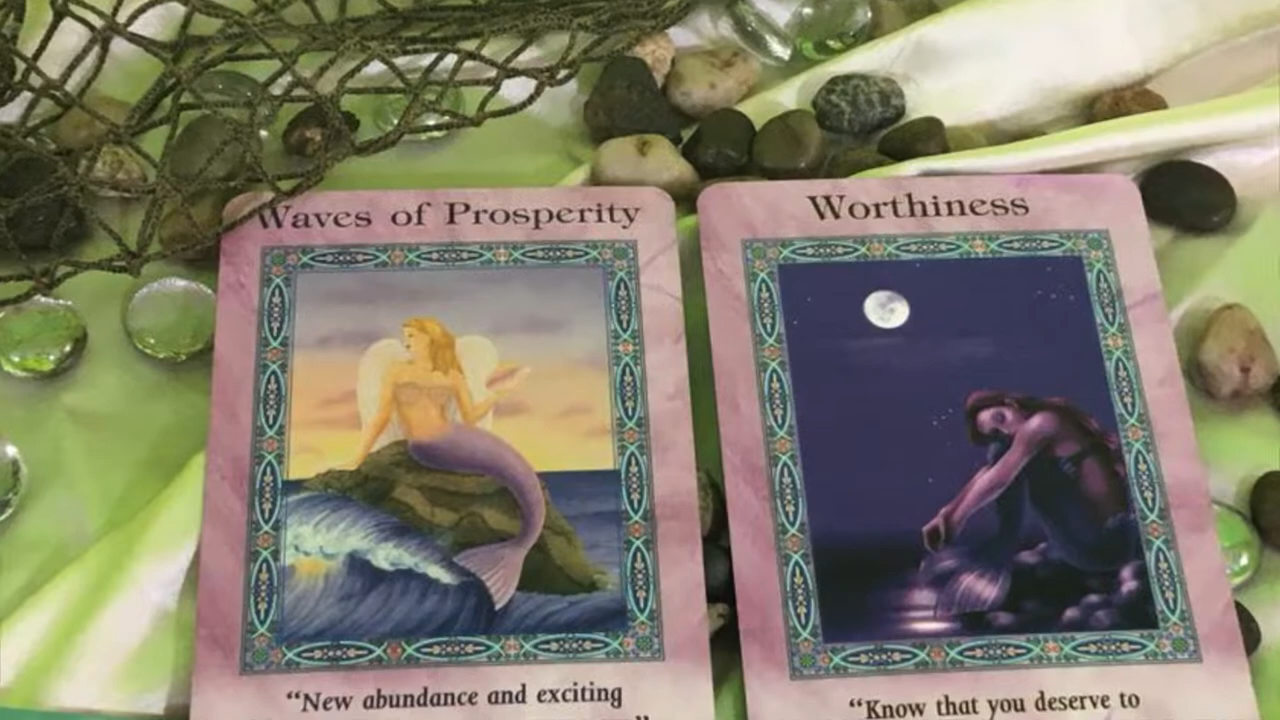 Waves of Prosperity
Worthiness
“New abundance and exciting
”
“Know that you deserve to